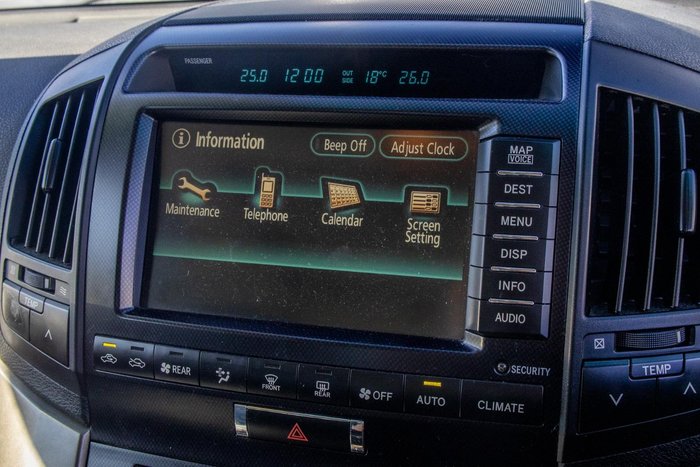 PASSENGER
25.0 12:00 OUT SIDE 18°C 26.0
i Information
Beep Off
Adjust Clock
Maintenance
Telephone
Calendar
Screen
Setting
MAP
VOICE
DEST
MENU
DISP
INFO
AUDIO
TEMP
REAR
FRONT
REAR
OFF
AUTO
CLIMATE
SECURITY
TEMP